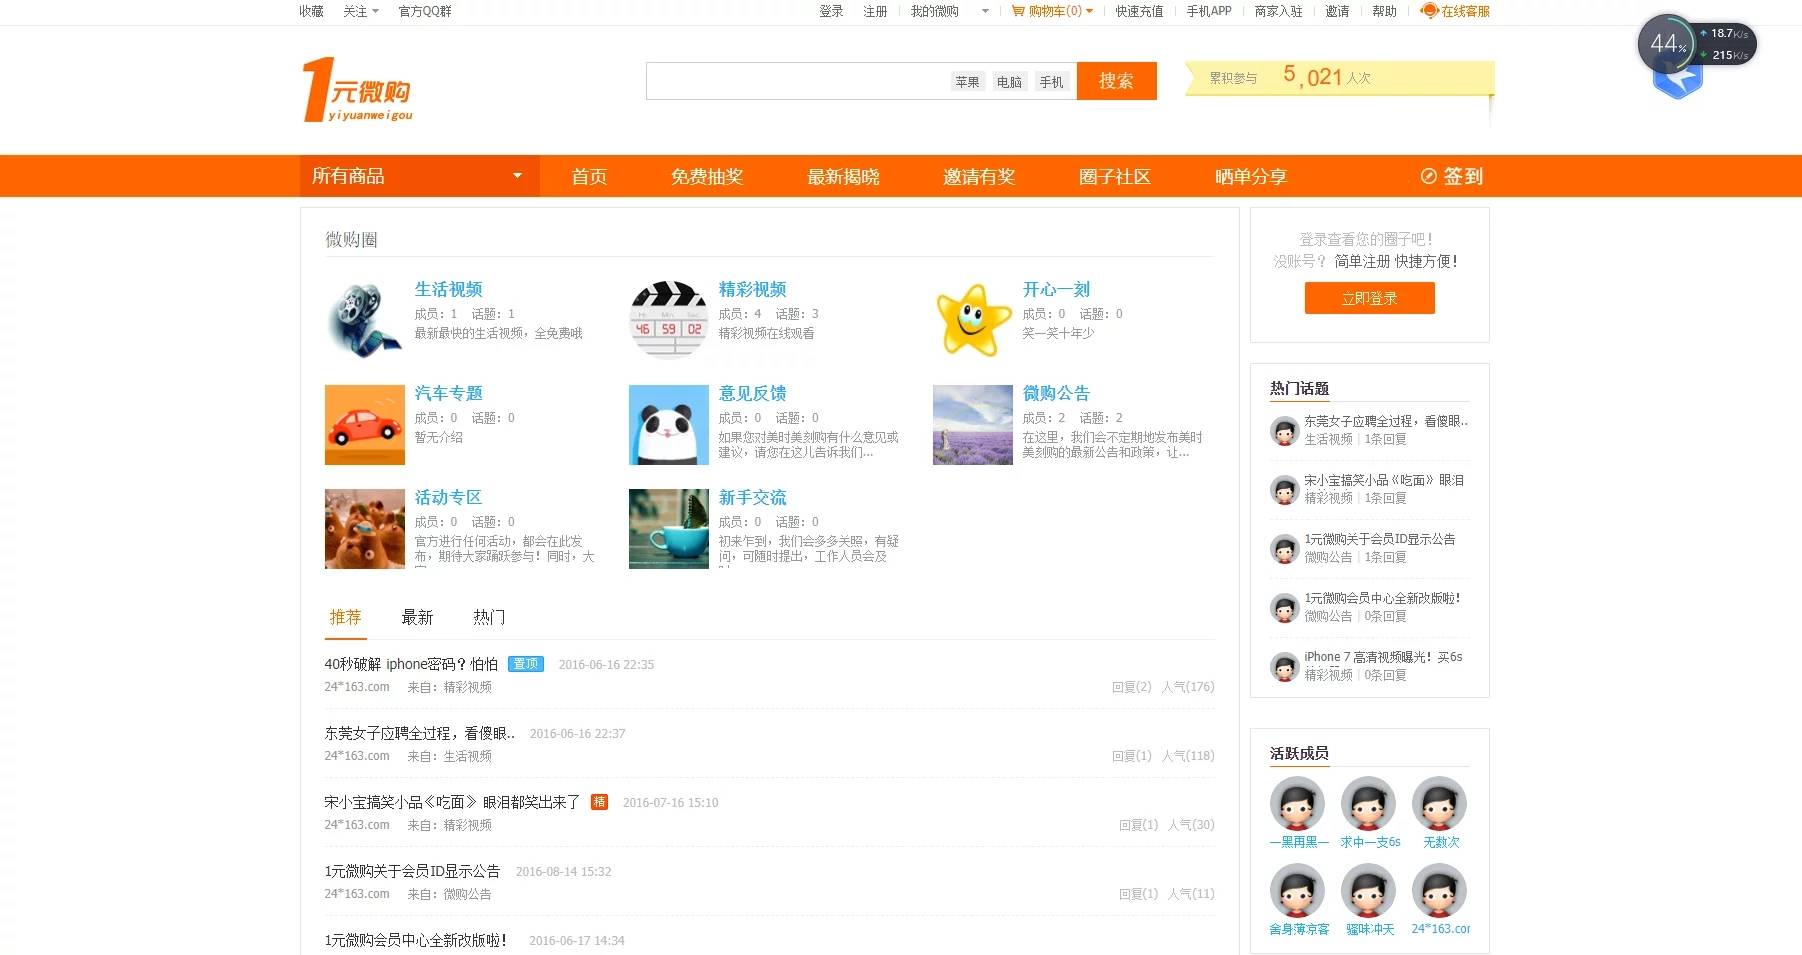 收藏 关注 官方QQ群 登录 注册 我的微购 购物车(0) 快速充值 手机APP 商家入驻 邀请 帮助 在线客服
44% 18.7K/s
215K/s
1元微购
yiyuanweigou
苹果 电脑 手机 搜索
累积参与 5,021 人次
所有商品 首页 免费抽奖 最新揭晓 邀请有奖 圈子社区 晒单分享 签到
微购圈
生活视频
成员：1 话题：1
最新最快的生活视频，全免费哦
精彩视频
成员：4 话题：3
精彩视频在线观看
Hr. Min. Sec.
46 59 02
开心一刻
成员：0 话题：0
笑一笑十年少
汽车专题
成员：0 话题：0
暂无介绍
意见反馈
成员：0 话题：0
如果您对美时美刻购有什么意见或
建议，请您在这儿告诉我们...
微购公告
成员：2 话题：2
在这里，我们会不定期地发布美时
美刻购的最新公告和政策，让...
活动专区
成员：0 话题：0
官方进行任何活动，都会在此发
布，期待大家踊跃参与！同时，大
新手交流
成员：0 话题：0
初来乍到，我们会多多关照，有疑
问，可随时提出，工作人员会及
推荐 最新 热门
40秒破解 iphone密码？怕怕 置顶 2016-06-16 22:35
24*163.com 来自：精彩视频 回复(2) 人气(176)
东莞女子应聘全过程，看傻眼.. 2016-06-16 22:37
24*163.com 来自：生活视频 回复(1) 人气(118)
宋小宝搞笑小品《吃面》 眼泪都笑出来了 精 2016-07-16 15:10
24*163.com 来自：精彩视频 回复(1) 人气(30)
1元微购关于会员ID显示公告 2016-08-14 15:32
24*163.com 来自：微购公告 回复(1) 人气(11)
1元微购会员中心全新改版啦！ 2016-06-17 14:34
登录查看您的圈子吧！
没账号？ 简单注册 快捷方便！
立即登录
热门话题
东莞女子应聘全过程，看傻眼..
生活视频 | 1条回复
宋小宝搞笑小品《吃面》 眼泪
精彩视频 | 1条回复
1元微购关于会员ID显示公告
微购公告 | 1条回复
1元微购会员中心全新改版啦！
微购公告 | 0条回复
iPhone 7 高清视频曝光！买6s
精彩视频 | 0条回复
活跃成员
一黑再黑一 求中一支6s 无数次
舍身薄凉客 骚味冲天 24*163.cor